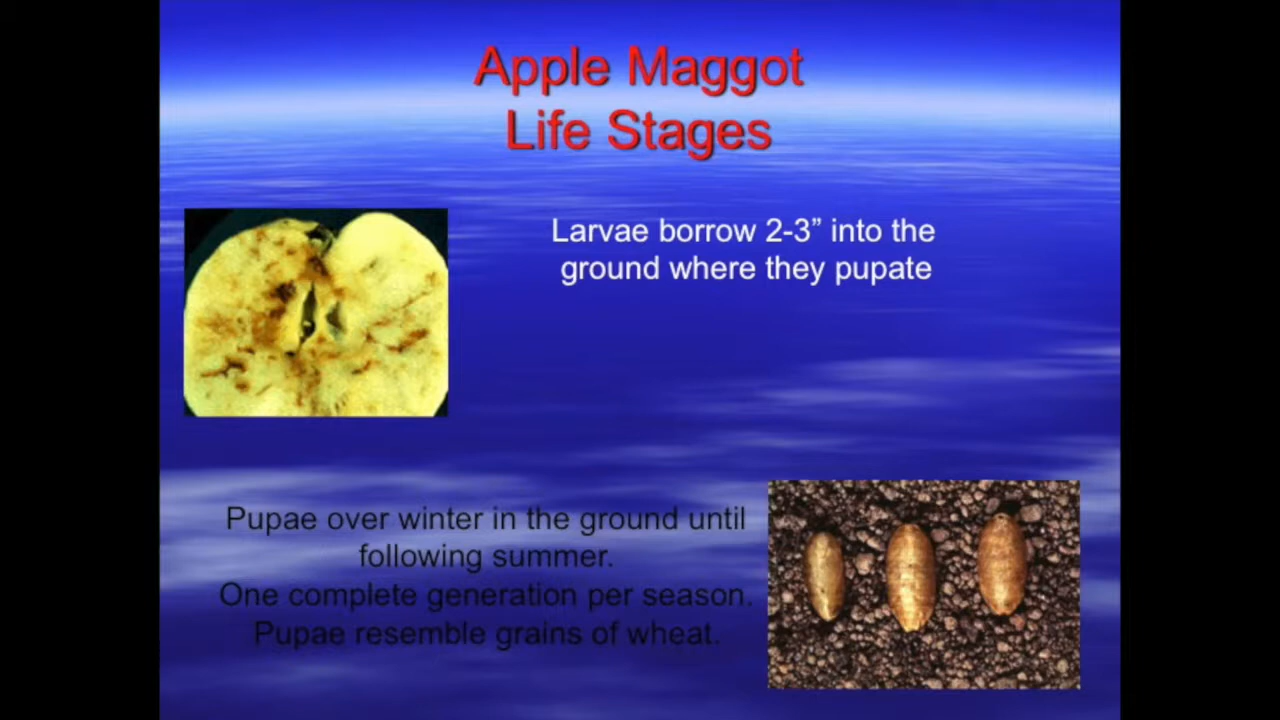 Apple Maggot
Life Stages
Larvae borrow 2-3” into the
ground where they pupate
Pupae over winter in the ground until
following summer.
One complete generation per season.
Pupae resemble grains of wheat.